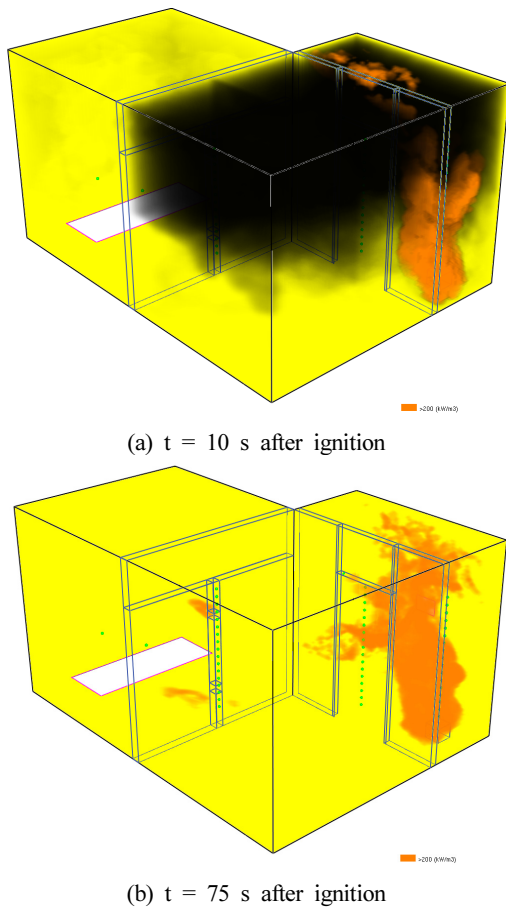 >200 (kW/m3)
(a) t = 10 s after ignition
>200 (kW/m3)
(b) t = 75 s after ignition